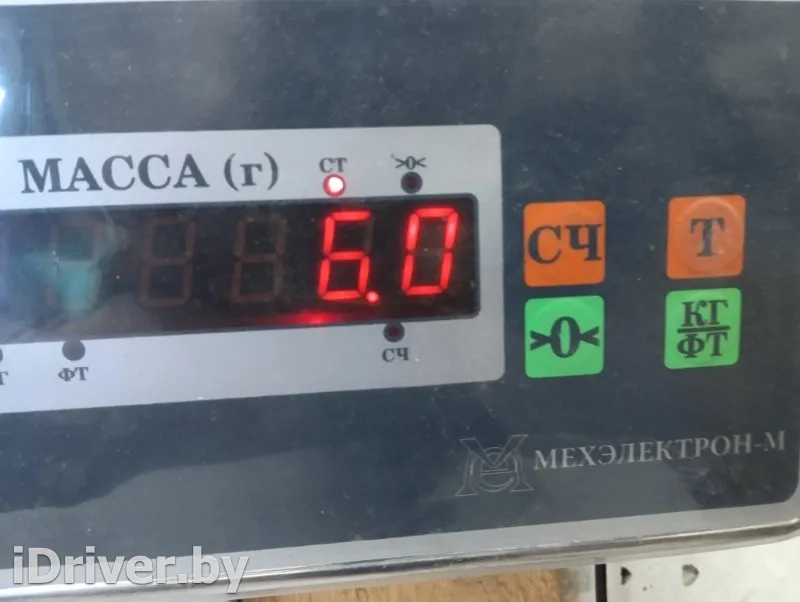 МАССА (г)
СТ
>0<
6.0
СЧ
Т
>0<
КГ
ФТ
ФТ
СЧ
МЕХЭЛЕКТРОН-М
iDriver.by